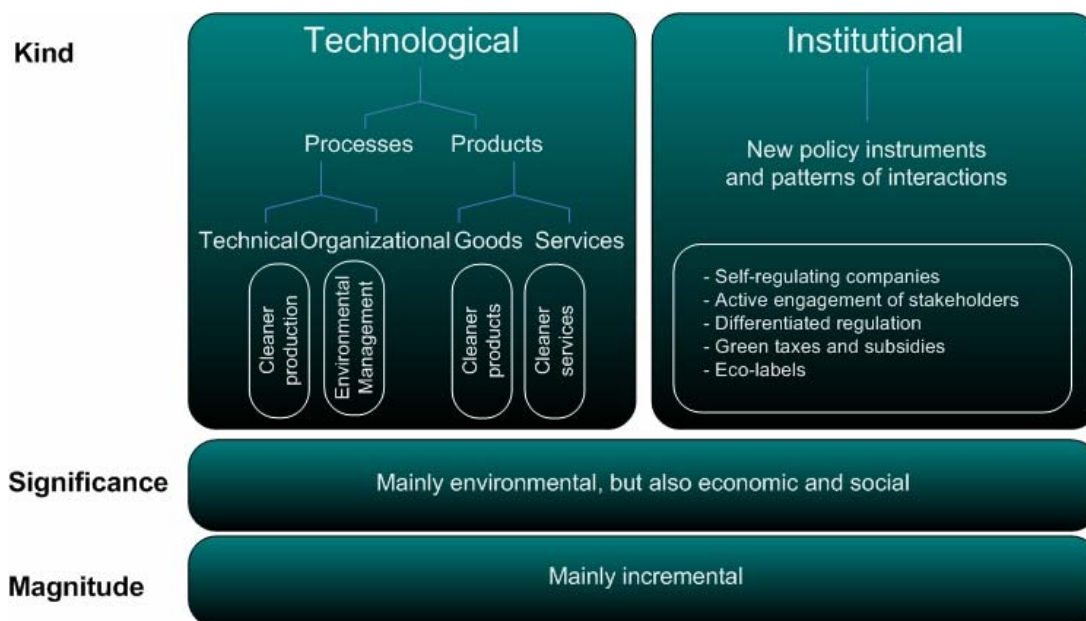 Kind
Technological
Processes Products
Technical Organizational Goods Services
Cleaner
production
Environmental
Management
Cleaner
products
Cleaner
services
Institutional
New policy instruments
and patterns of interactions
- Self-regulating companies
- Active engagement of stakeholders
- Differentiated regulation
- Green taxes and subsidies
- Eco-labels
Significance
Mainly environmental, but also economic and social
Magnitude
Mainly incremental